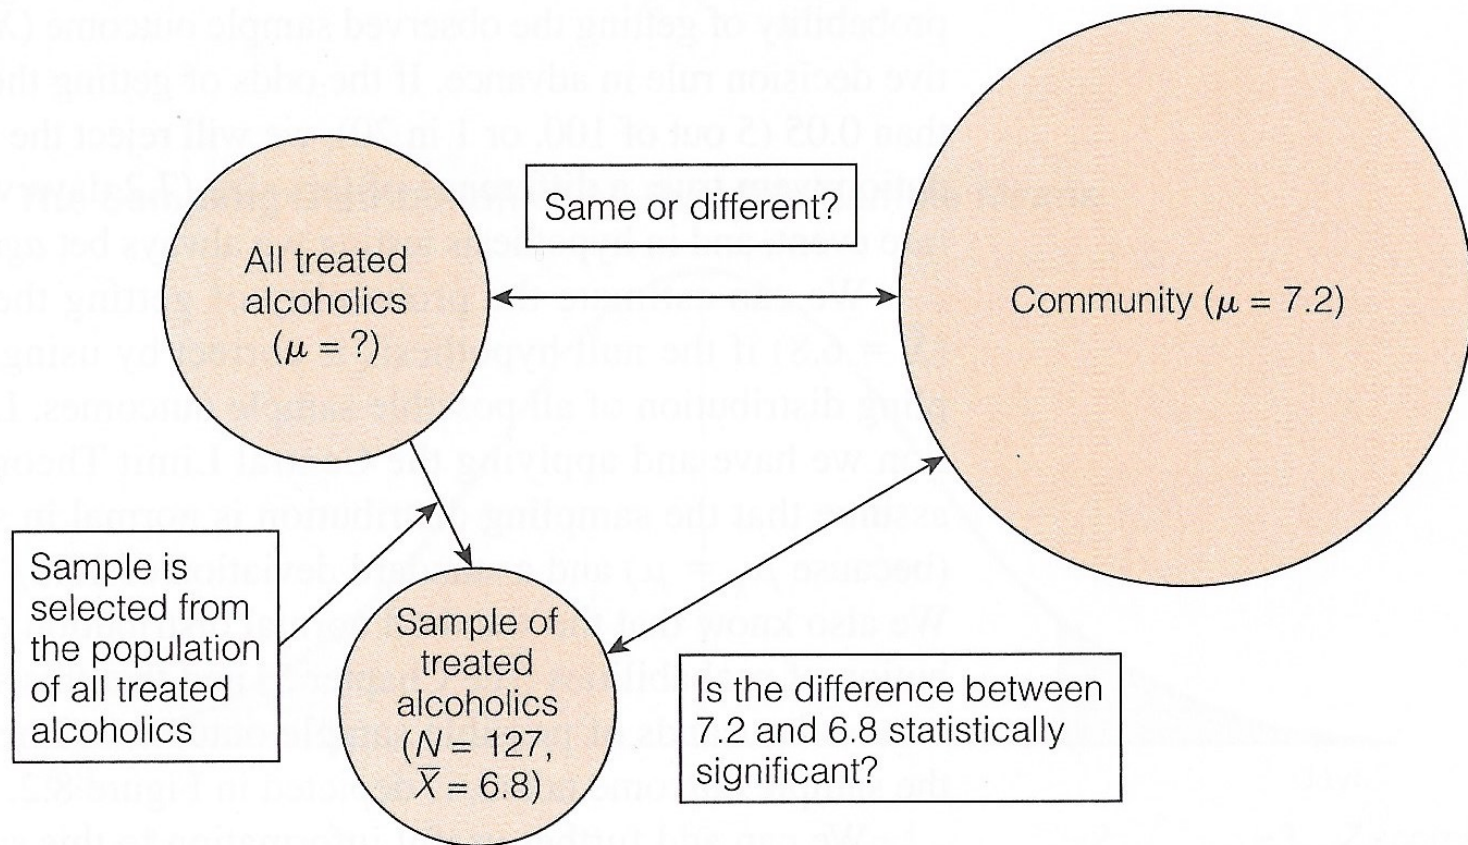 Same or different?
All treated
alcoholics
(μ = ?)
Community (μ = 7.2)
Sample is
selected from
the population
of all treated
alcoholics
Sample of
treated
alcoholics
(N = 127,
X̅ = 6.8)
Is the difference between
7.2 and 6.8 statistically
significant?